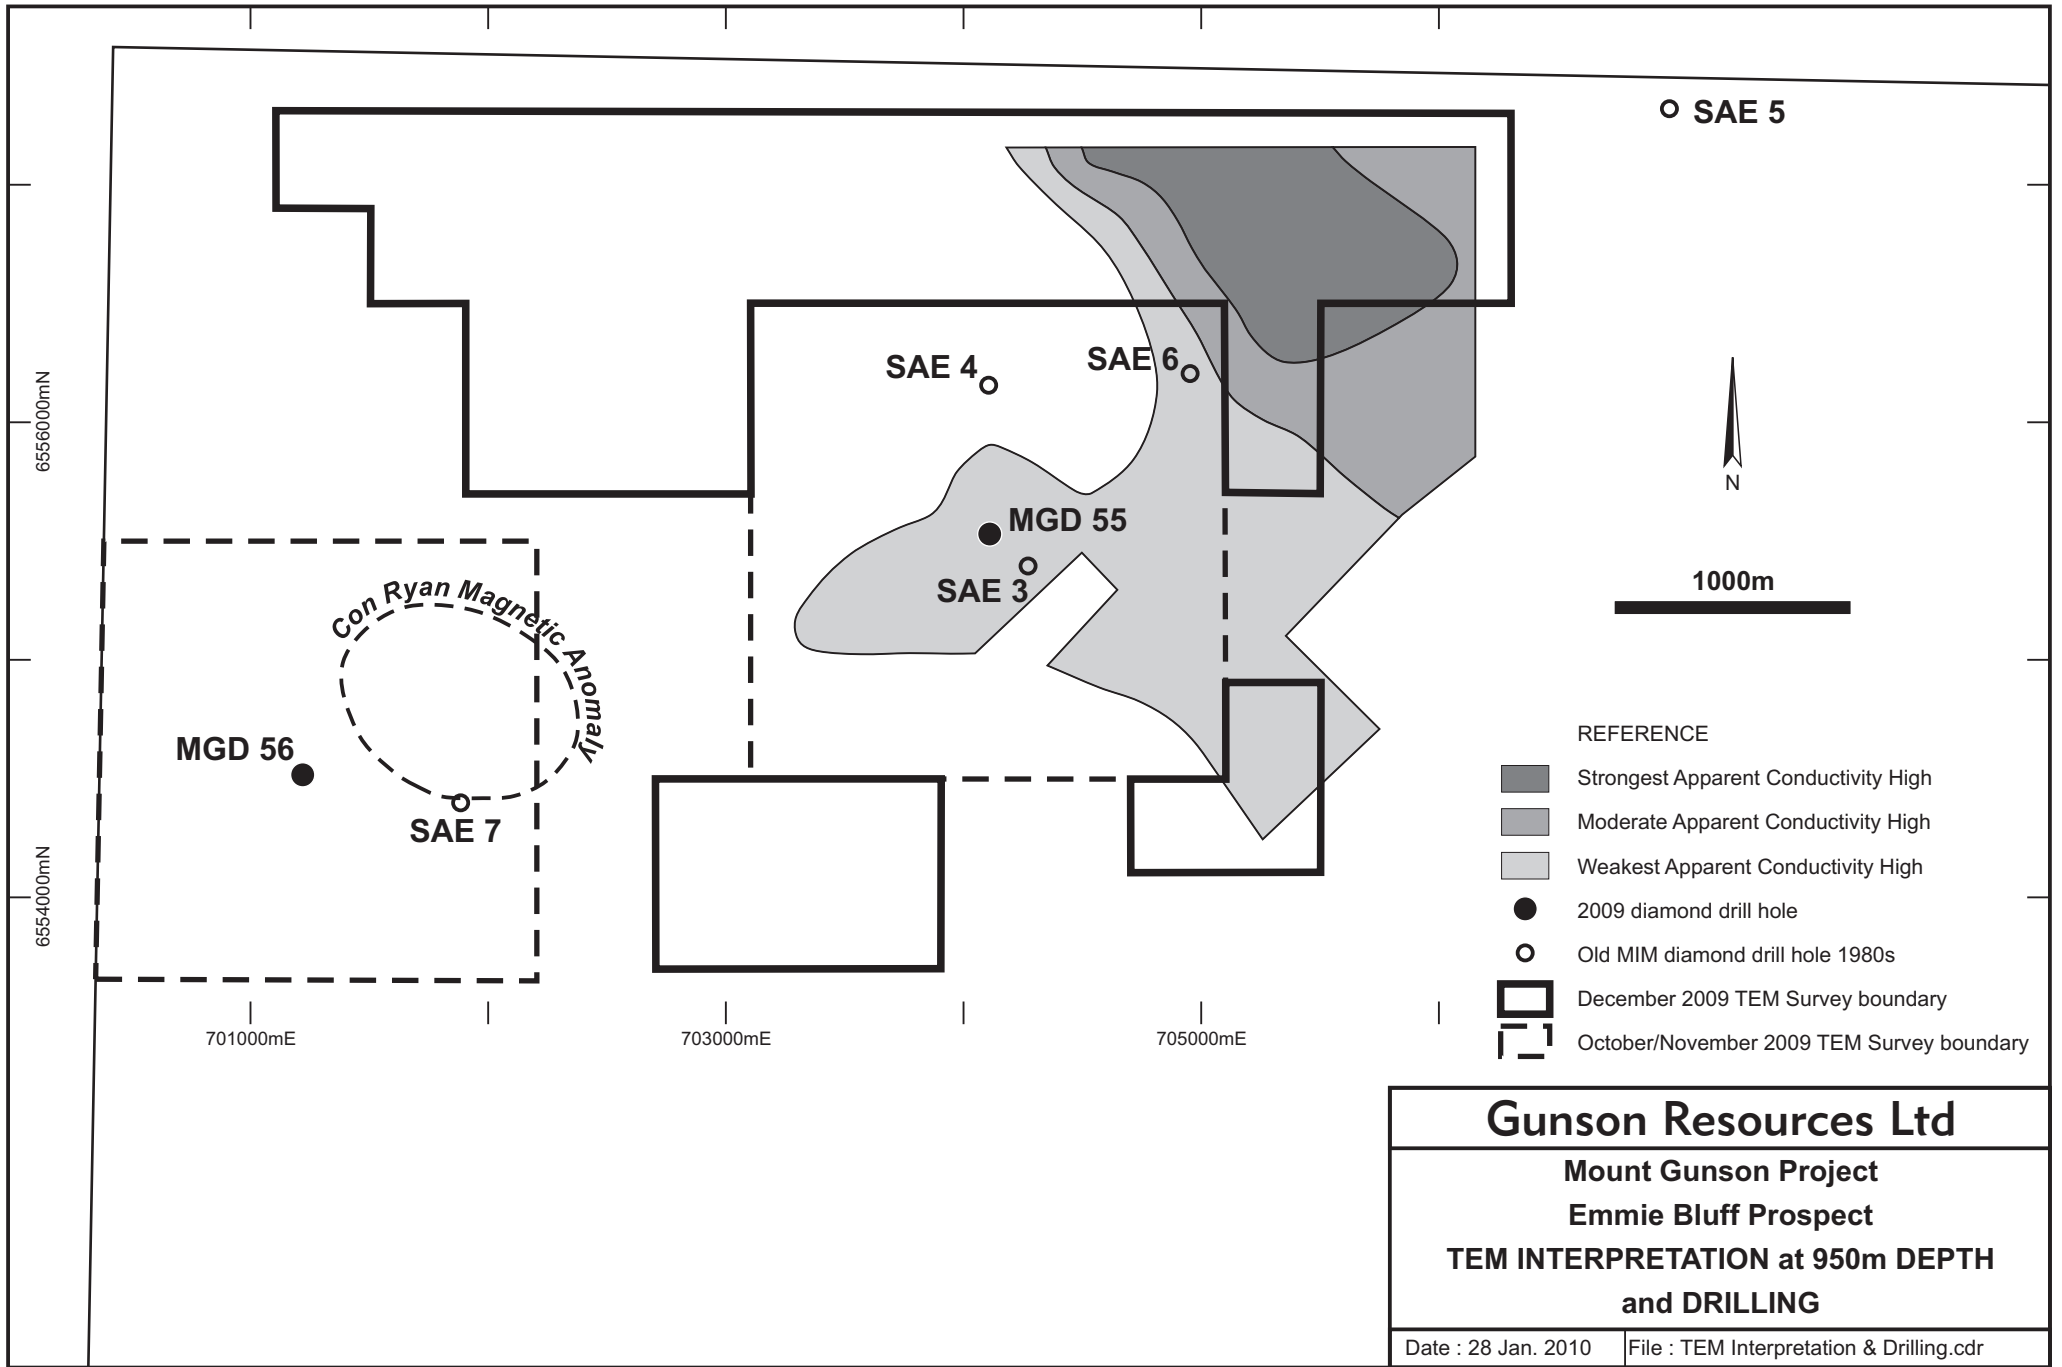 SAE 5
SAE 4
SAE 6
6556000mN
N
MGD 55
SAE 3
1000m
Con Ryan Magnetic Anomaly
MGD 56
SAE 7
6554000mN
701000mE
703000mE
705000mE
REFERENCE
Strongest Apparent Conductivity High
Moderate Apparent Conductivity High
Weakest Apparent Conductivity High
2009 diamond drill hole
Old MIM diamond drill hole 1980s
December 2009 TEM Survey boundary
October/November 2009 TEM Survey boundary
Gunson Resources Ltd
Mount Gunson Project
Emmie Bluff Prospect
TEM INTERPRETATION at 950m DEPTH
and DRILLING
Date : 28 Jan. 2010
File : TEM Interpretation & Drilling.cdr